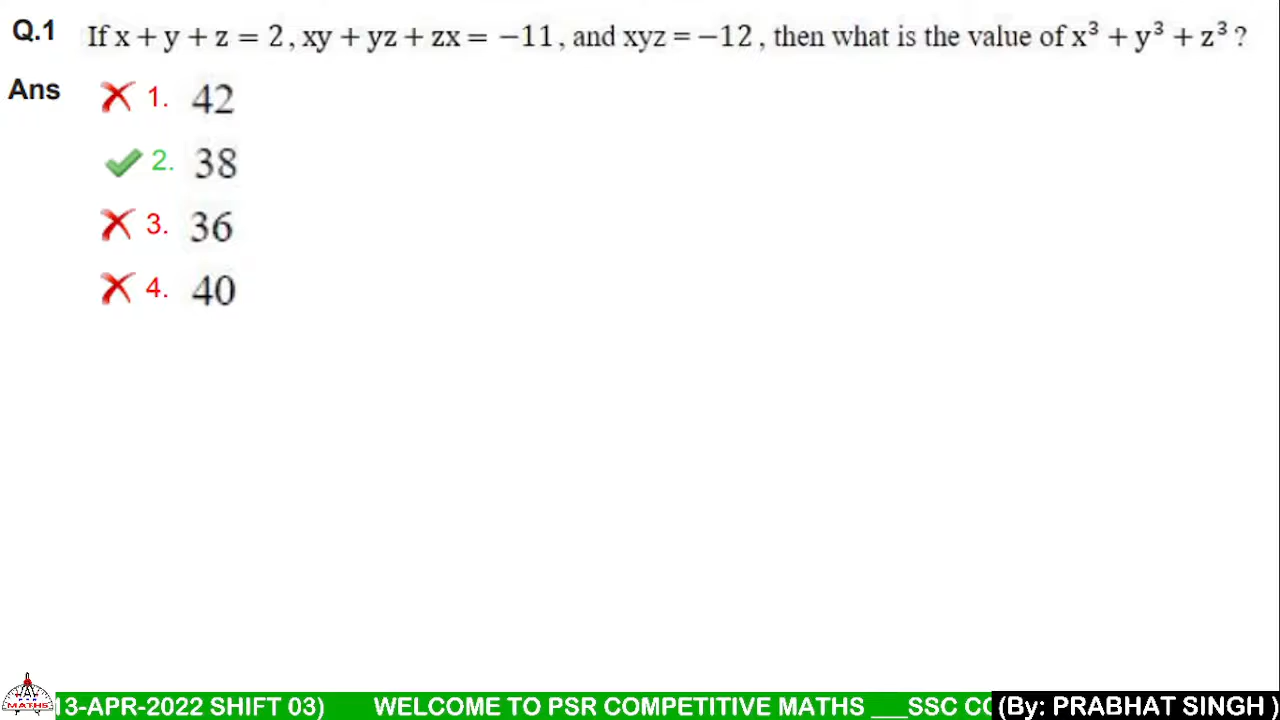 Q.1 If x + y + z = 2 , xy + yz + zx = −11 , and xyz = −12 , then what is the value of x³ + y³ + z³ ?
Ans
1. 42
2. 38
3. 36
4. 40
MATHS 13-APR-2022 SHIFT 03) WELCOME TO PSR COMPETITIVE MATHS ___SSC CC (By: PRABHAT SINGH )